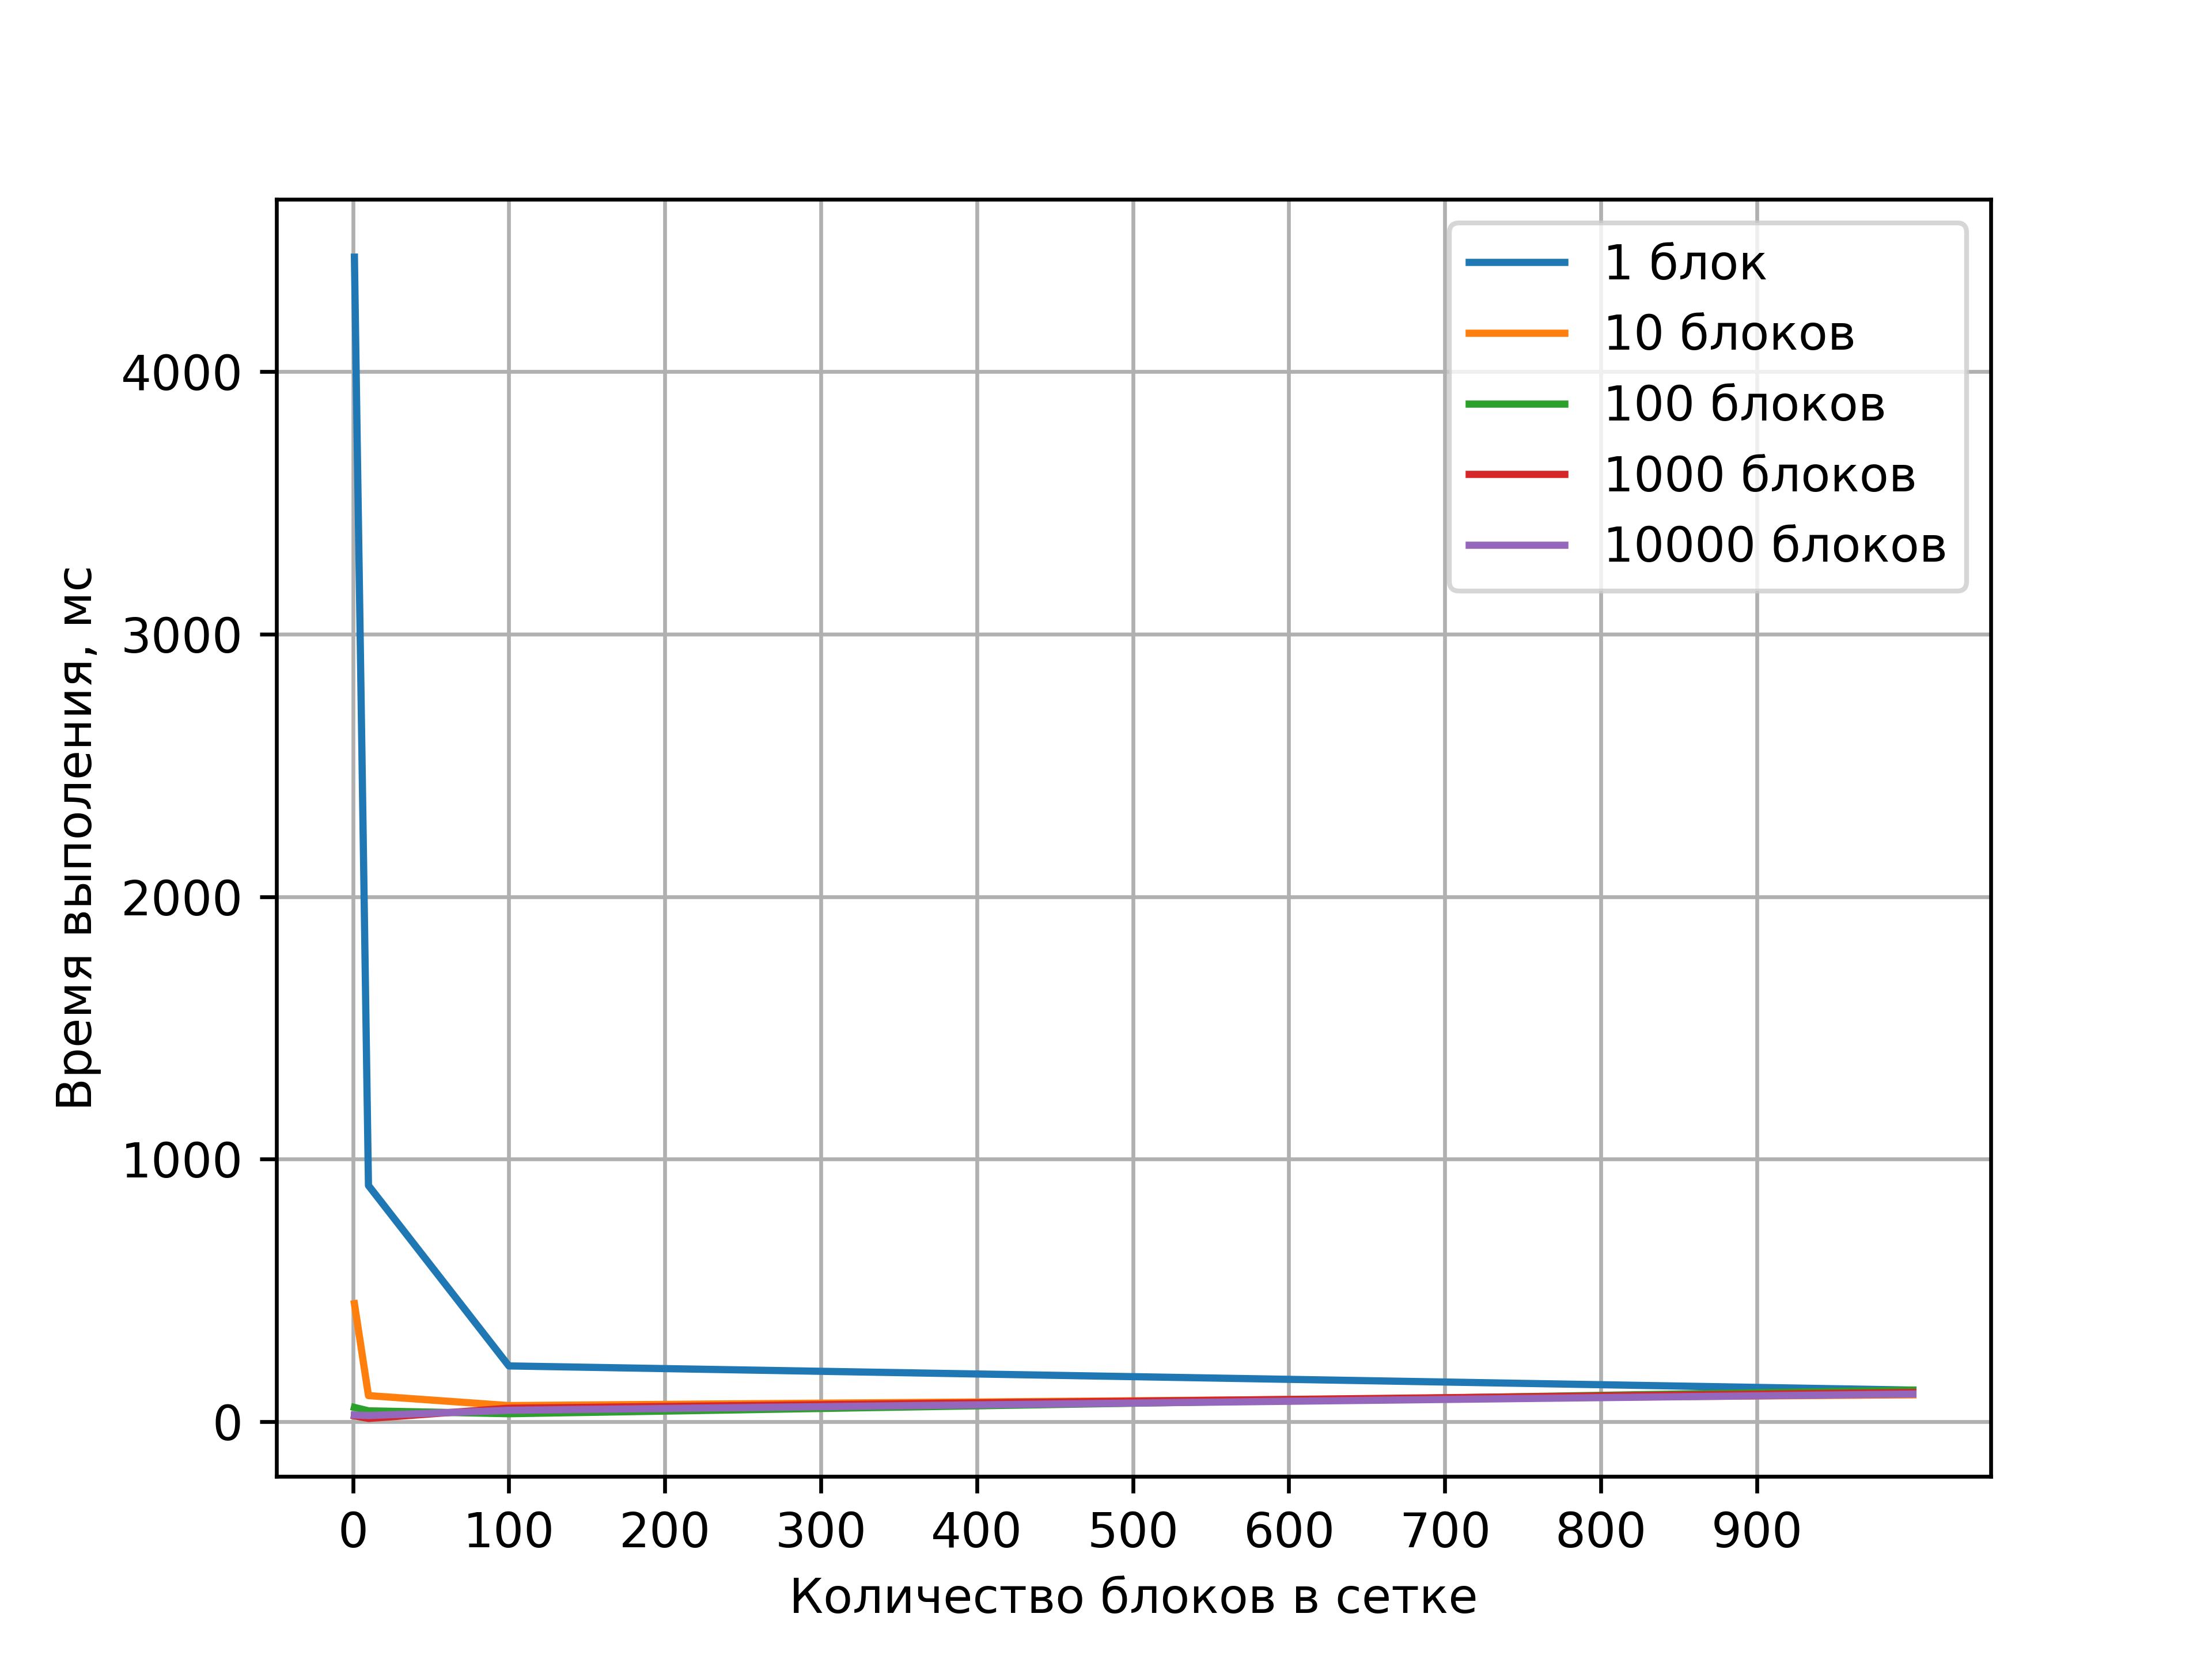 1 блок
10 блоков
100 блоков
1000 блоков
10000 блоков
4000
3000
2000
1000
0
Время выполения, мс
0 100 200 300 400 500 600 700 800 900
Количество блоков в сетке